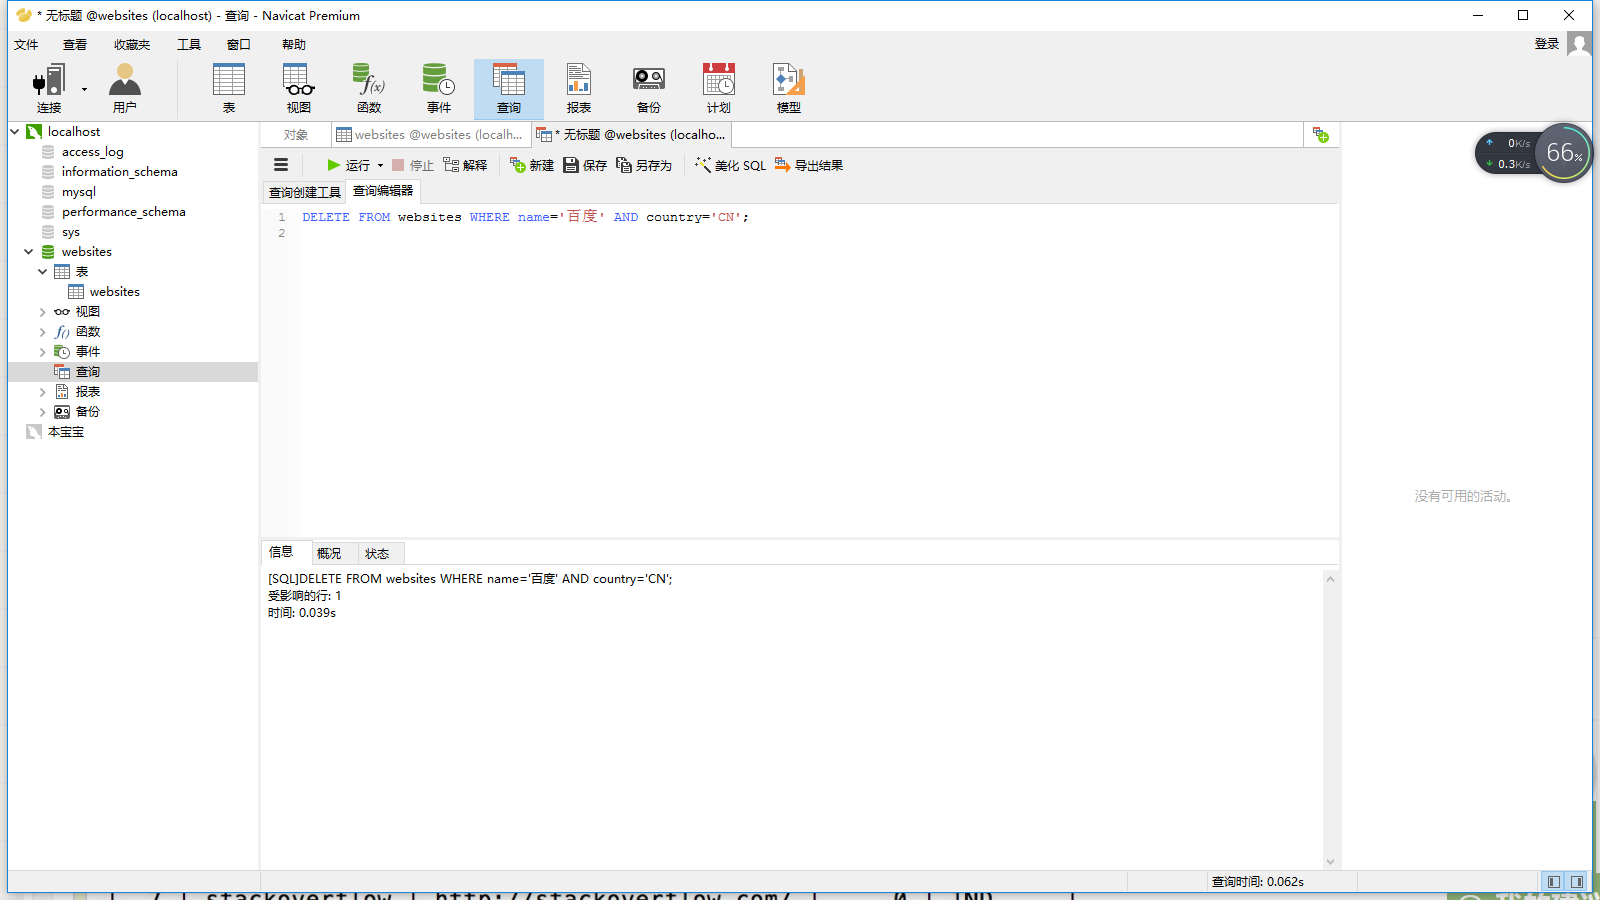 * 无标题 @websites (localhost) - 查询 - Navicat Premium
文件 查看 收藏夹 工具 窗口 帮助 登录
连接 用户 表 视图 函数 事件 查询 报表 备份 计划 模型
localhost
access_log
information_schema
mysql
performance_schema
sys
websites
表
websites
视图
函数
事件
查询
报表
备份
本宝宝
对象 websites @websites (localh... * 无标题 @websites (localho...
运行 停止 解释 新建 保存 另存为 美化 SQL 导出结果
查询创建工具 查询编辑器
1 DELETE FROM websites WHERE name='百度' AND country='CN';
2
0K/s
0.3K/s
66%
没有可用的活动。
信息 概况 状态
[SQL]DELETE FROM websites WHERE name='百度' AND country='CN';
受影响的行: 1
时间: 0.039s
查询时间: 0.062s
| 7 | stackoverflow | http://stackoverflow.com/ | 0 | IND |